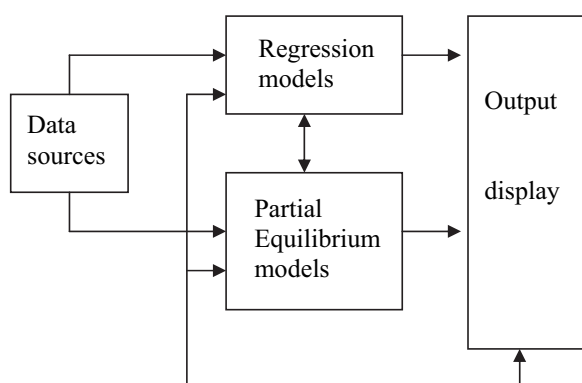 Regression
models
Data
sources
Output
display
Partial
Equilibrium
models